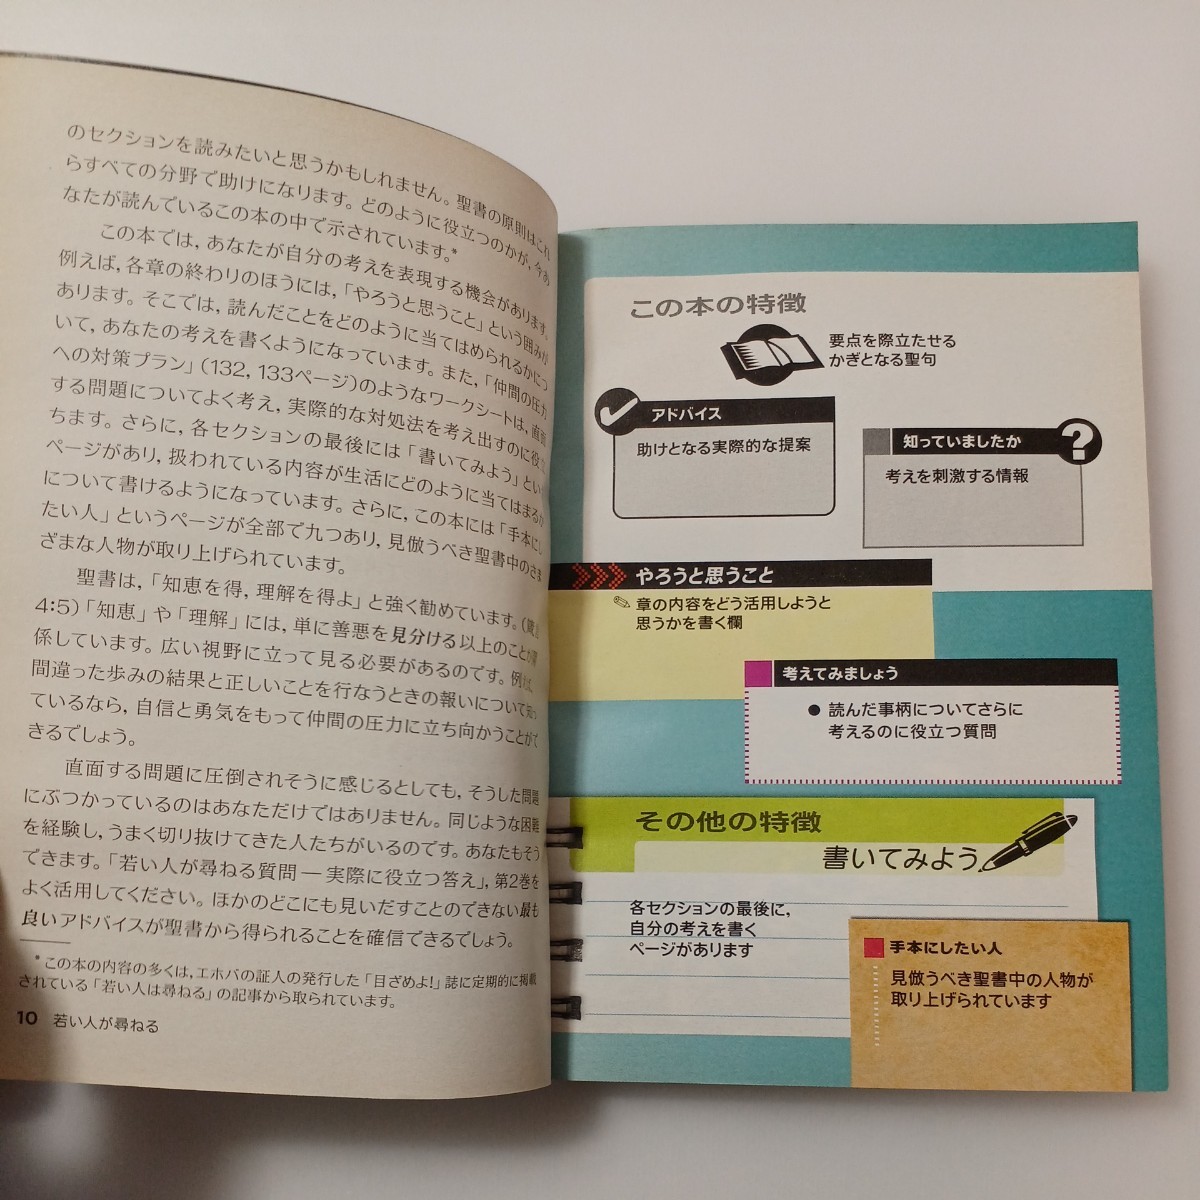 のセクションを読みたいと思うかもしれません。聖書の原則はこれ
らすべての分野で助けになります。どのように役立つのかが，今あ
なたが読んでいるこの本の中で示されています。*
この本では，あなたが自分の考えを表現する機会があります。
例えば，各章の終わりのほうには，「やろうと思うこと」という囲みが
あります。そこでは，読んだことをどのように当てはめられるかにつ
いて，あなたの考えを書くようになっています。また，「仲間の圧力
への対策プラン」（132，133ページ）のようなワークシートは，直面
する問題についてよく考え，実際的な対処法を考え出すのに役立
ちます。さらに，各セクションの最後には「書いてみよう」という
ページがあり，扱われている内容が生活にどのように当てはまるか
について書けるようになっています。さらに，この本には「手本にし
たい人」というページが全部で九つあり，見倣うべき聖書中のさま
ざまな人物が取り上げられています。
聖書は，「知恵を得，理解を得よ」と強く勧めています。（箴言
4：5）「知恵」や「理解」には，単に善悪を見分ける以上のことが関
係しています。広い視野に立って見る必要があるのです。例えば，
間違った歩みの結果と正しいことを行なうときの報いについて知っ
ているなら，自信と勇気をもって仲間の圧力に立ち向かうことがで
きるでしょう。
直面する問題に圧倒されそうに感じるとしても，そうした問題
にぶつかっているのはあなただけではありません。同じような困難
を経験し，うまく切り抜けてきた人たちがいるのです。あなたもそう
できます。「若い人が尋ねる質問 ― 実際に役立つ答え」，第2巻を
よく活用してください。ほかのどこにも見いだすことのできない最も
良いアドバイスが聖書から得られることを確信できるでしょう。
* この本の内容の多くは，エホバの証人の発行した「目ざめよ！」誌に定期的に掲載
されている「若い人は尋ねる」の記事から取られています。
10 若い人が尋ねる
この本の特徴
要点を際立たせる
かぎとなる聖句
アドバイス
助けとなる実際的な提案
知っていましたか
?
考えを刺激する情報
やろうと思うこと
章の内容をどう活用しようと
思うかを書く欄
考えてみましょう
● 読んだ事柄についてさらに
考えるのに役立つ質問
その他の特徴
書いてみよう
各セクションの最後に，
自分の考えを書く
ページがあります
手本にしたい人
見倣うべき聖書中の人物が
取り上げられています